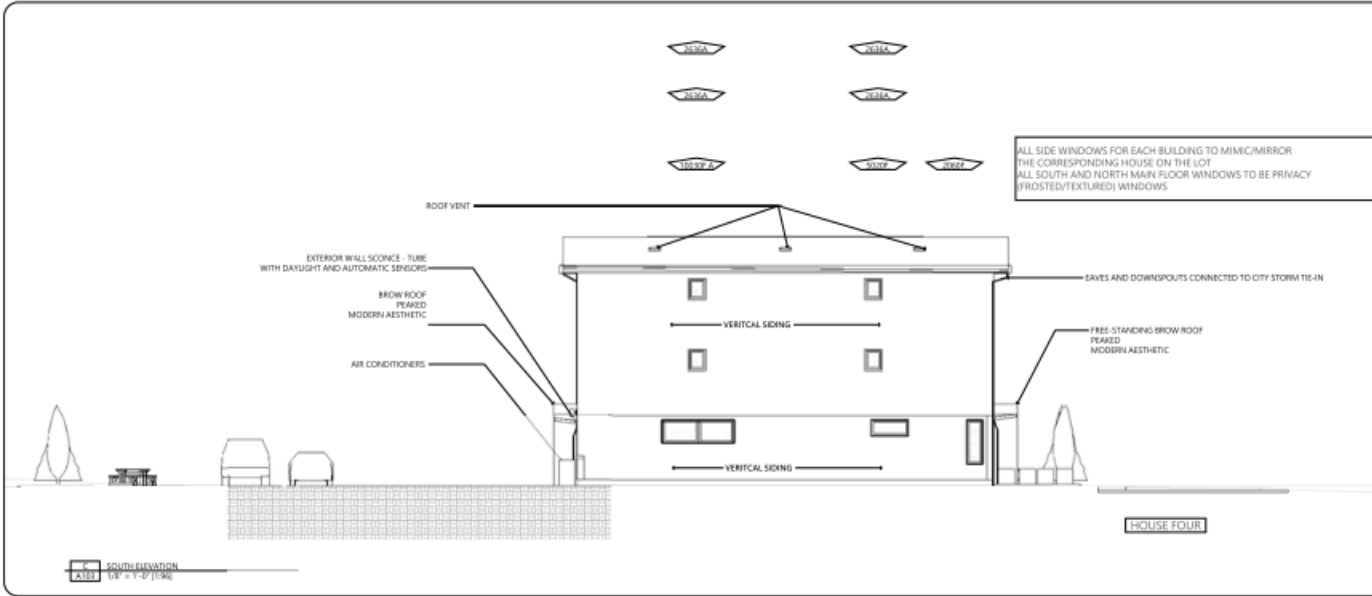 2636A
2636A
2636A
2636A
10030F A
5020F
2060F
ALL SIDE WINDOWS FOR EACH BUILDING TO MIMIC/MIRROR
THE CORRESPONDING HOUSE ON THE LOT
ALL SOUTH AND NORTH MAIN FLOOR WINDOWS TO BE PRIVACY
(FROSTED/TEXTURED) WINDOWS
ROOF VENT
EXTERIOR WALL SCONCE - TUBE
WITH DAYLIGHT AND AUTOMATIC SENSORS
EAVES AND DOWNSPOUTS CONNECTED TO CITY STORM TIE-IN
BROW ROOF
PEAKED
MODERN AESTHETIC
VERITCAL SIDING
FREE-STANDING BROW ROOF
PEAKED
MODERN AESTHETIC
AIR CONDITIONERS
VERITCAL SIDING
HOUSE FOUR
C
A103
SOUTH ELEVATION
1/8" = 1'-0" [1:96]